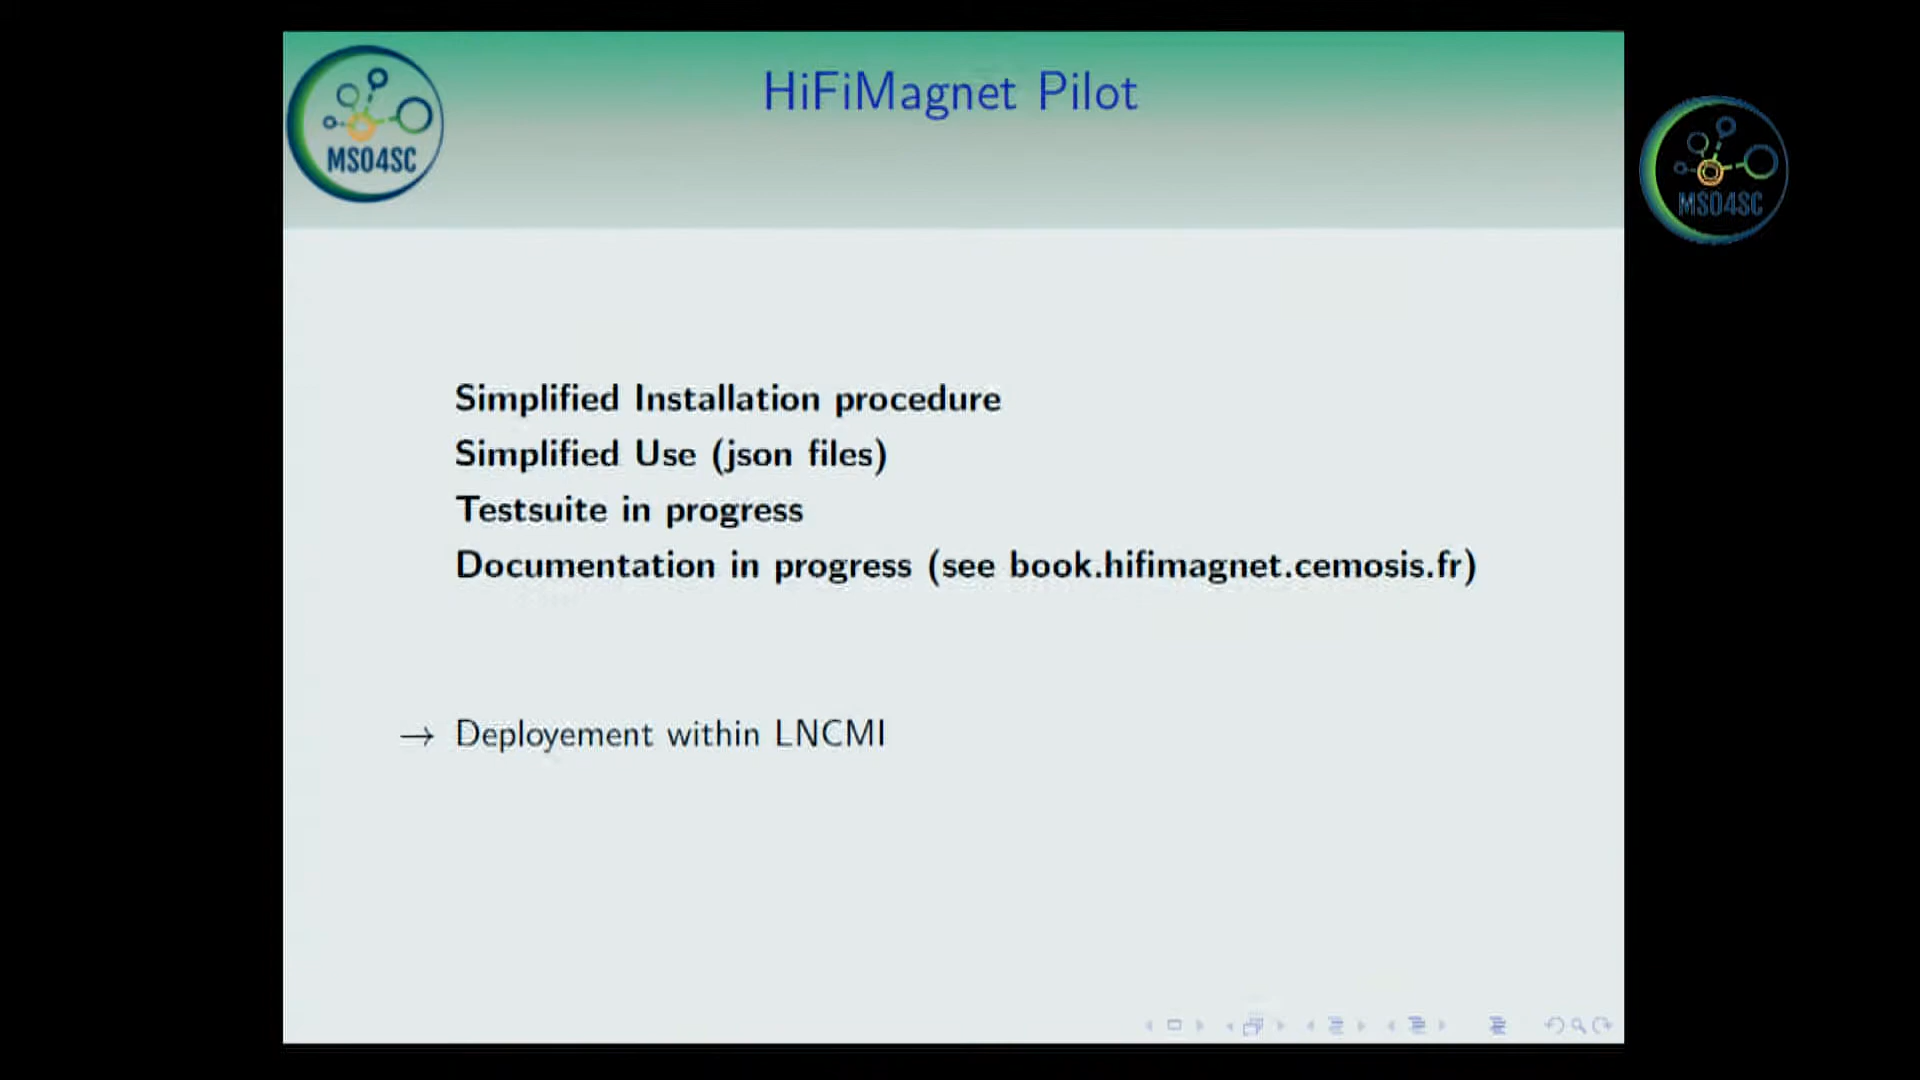 HiFiMagnet Pilot
MSO4SC
MSO4SC
Simplified Installation procedure
Simplified Use (json files)
Testsuite in progress
Documentation in progress (see book.hifimagnet.cemosis.fr)
→ Deployement within LNCMI